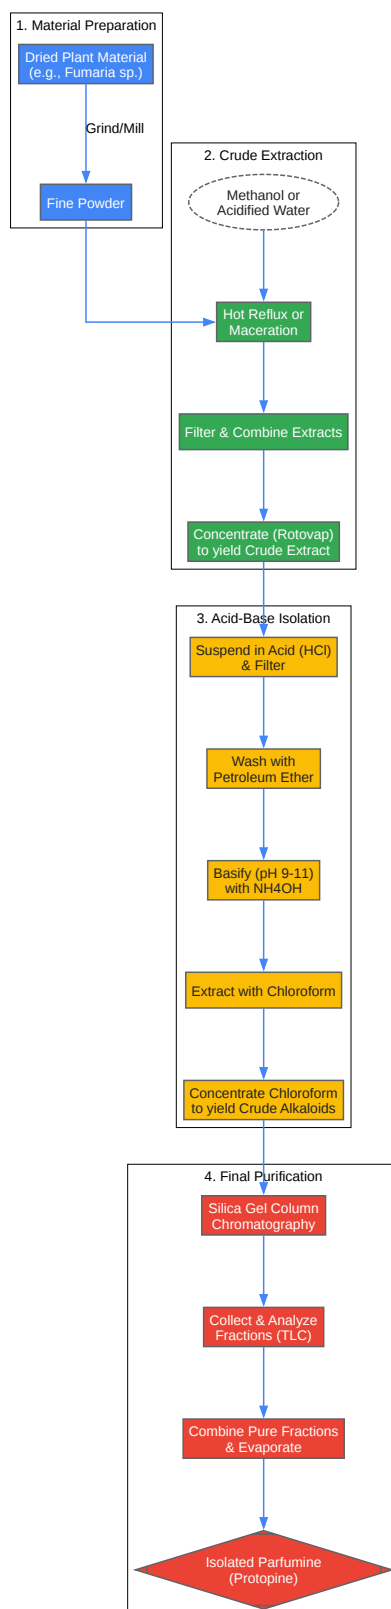 1. Material Preparation
Dried Plant Material
(e.g., Fumaria sp.)
Grind/Mill
Fine Powder
2. Crude Extraction
Methanol or
Acidified Water
Hot Reflux or
Maceration
Filter & Combine Extracts
Concentrate (Rotovap)
to yield Crude Extract
3. Acid-Base Isolation
Suspend in Acid (HCl)
& Filter
Wash with
Petroleum Ether
Basify (pH 9-11)
with NH4OH
Extract with Chloroform
Concentrate Chloroform
to yield Crude Alkaloids
4. Final Purification
Silica Gel Column
Chromatography
Collect & Analyze
Fractions (TLC)
Combine Pure Fractions
& Evaporate
Isolated Parfumine
(Protopine)